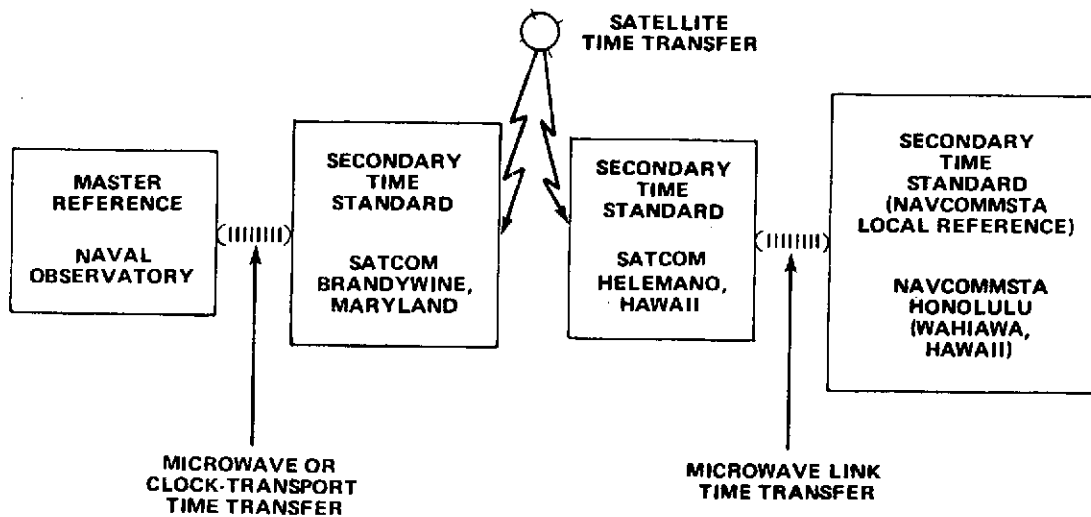 SATELLITE
TIME TRANSFER
MASTER
REFERENCE
NAVAL
OBSERVATORY
SECONDARY
TIME
STANDARD
SATCOM
BRANDYWINE,
MARYLAND
SECONDARY
TIME
STANDARD
SATCOM
HELEMANO,
HAWAII
SECONDARY
TIME
STANDARD
(NAVCOMMSTA
LOCAL REFERENCE)
NAVCOMMSTA
HONOLULU
(WAHIAWA,
HAWAII)
MICROWAVE OR
CLOCK-TRANSPORT
TIME TRANSFER
MICROWAVE LINK
TIME TRANSFER